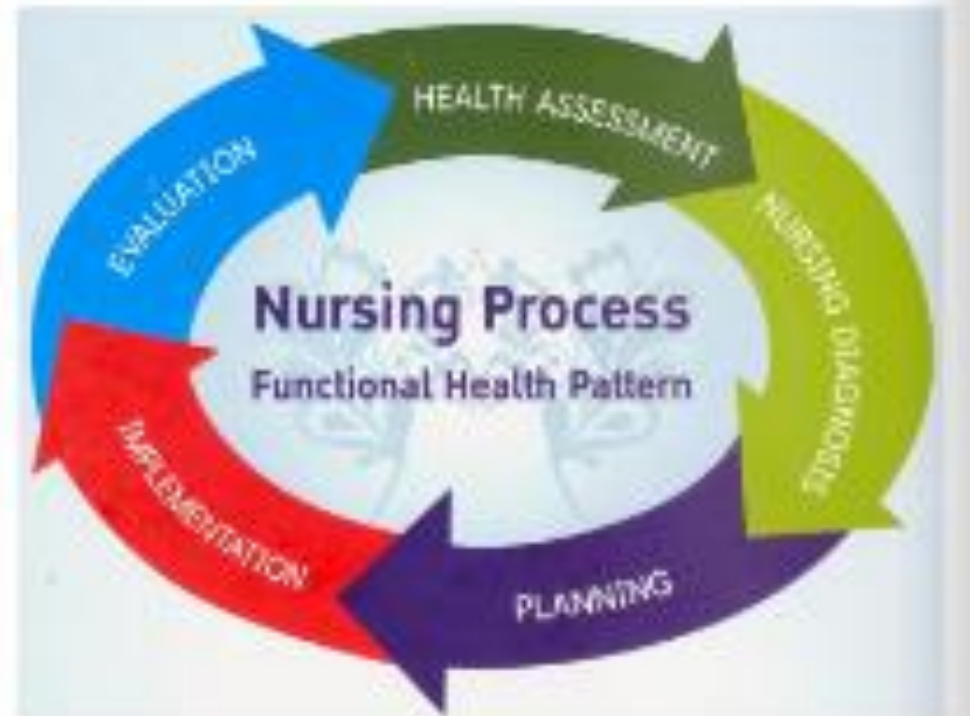 HEALTH ASSESSMENT
NURSING DIAGNOSIS
PLANNING
IMPLEMENTATION
EVALUATION
Nursing Process
Functional Health Pattern